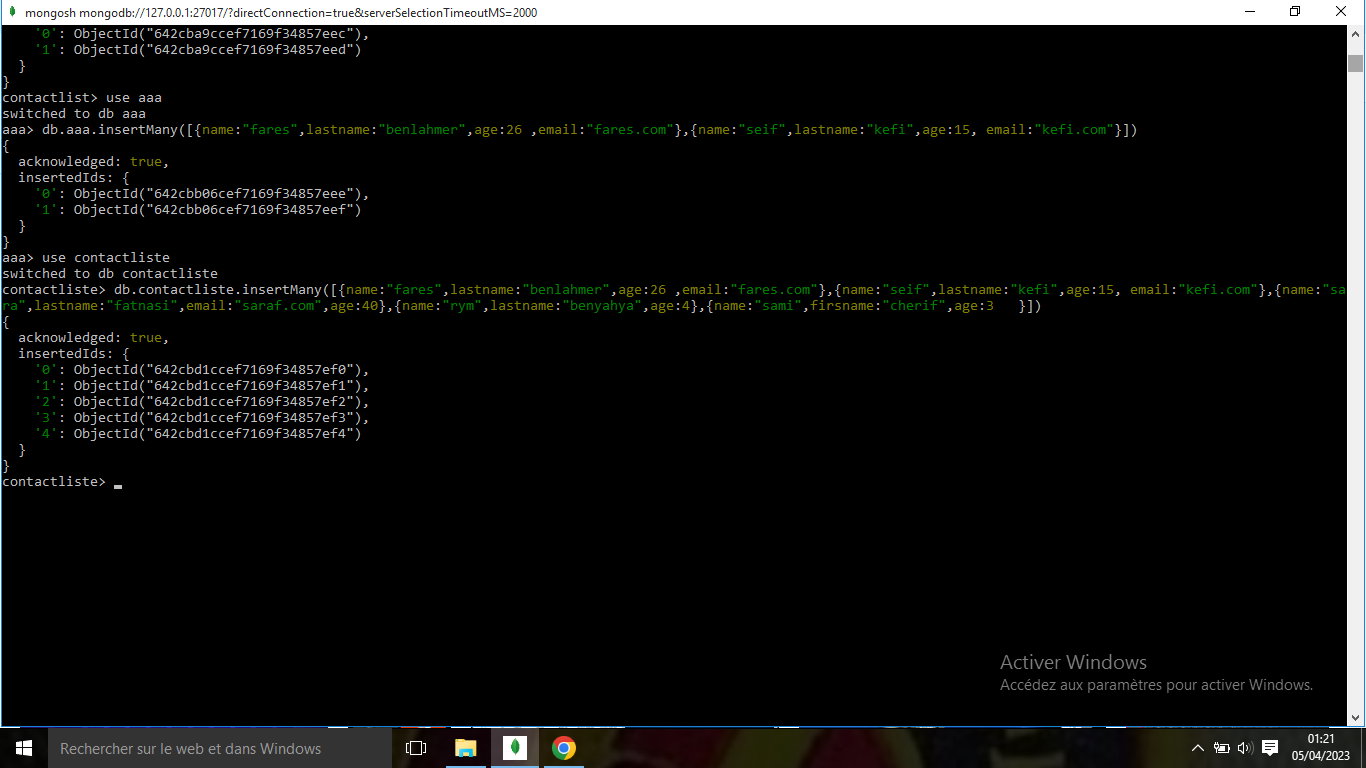 mongosh mongodb://127.0.0.1:27017/?directConnection=true&serverSelectionTimeoutMS=2000
'0': ObjectId("642cba9ccef7169f34857eec"),
'1': ObjectId("642cba9ccef7169f34857eed")
}
}
contactlist> use aaa
switched to db aaa
aaa> db.aaa.insertMany([{name:"fares",lastname:"benlahmer",age:26 ,email:"fares.com"},{name:"seif",lastname:"kefi",age:15, email:"kefi.com"}])
{
acknowledged: true,
insertedIds: {
'0': ObjectId("642cbb06cef7169f34857eee"),
'1': ObjectId("642cbb06cef7169f34857eef")
}
}
aaa> use contactliste
switched to db contactliste
contactliste> db.contactliste.insertMany([{name:"fares",lastname:"benlahmer",age:26 ,email:"fares.com"},{name:"seif",lastname:"kefi",age:15, email:"kefi.com"},{name:"sa
ra",lastname:"fatnasi",email:"saraf.com",age:40},{name:"rym",lastname:"benyahya",age:4},{name:"sami",firsname:"cherif",age:3   }])
{
acknowledged: true,
insertedIds: {
'0': ObjectId("642cbd1ccef7169f34857ef0"),
'1': ObjectId("642cbd1ccef7169f34857ef1"),
'2': ObjectId("642cbd1ccef7169f34857ef2"),
'3': ObjectId("642cbd1ccef7169f34857ef3"),
'4': ObjectId("642cbd1ccef7169f34857ef4")
}
}
contactliste>
Activer Windows
Accédez aux paramètres pour activer Windows.
Rechercher sur le web et dans Windows
01:21
05/04/2023